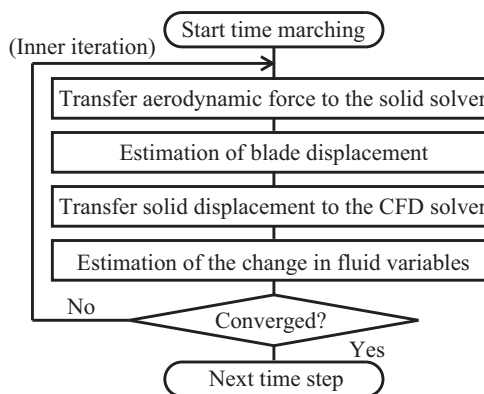 Start time marching
(Inner iteration)
Transfer aerodynamic force to the solid solver
Estimation of blade displacement
Transfer solid displacement to the CFD solver
Estimation of the change in fluid variables
No
Converged?
Yes
Next time step